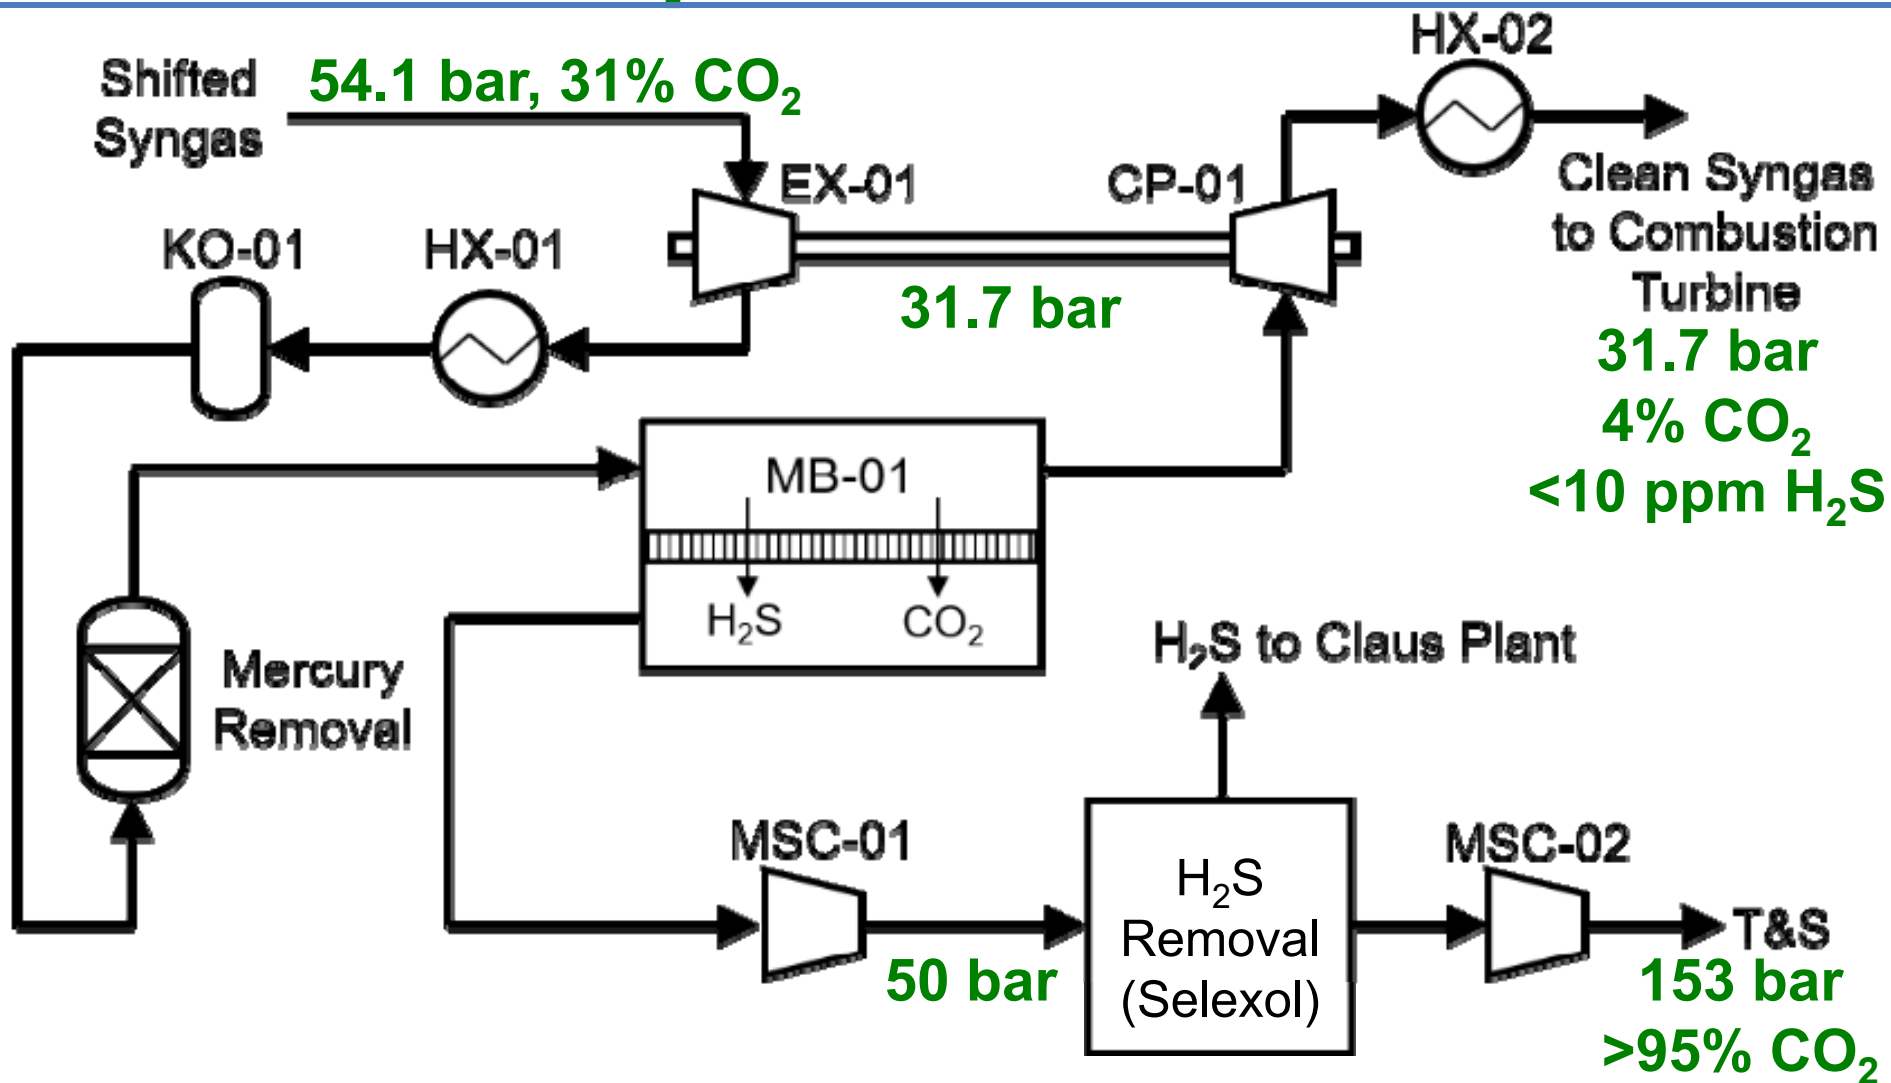 HX-02
Shifted
Syngas
54.1 bar, 31% CO₂
EX-01
CP-01
Clean Syngas
to Combustion
Turbine
KO-01
HX-01
31.7 bar
31.7 bar
4% CO₂
<10 ppm H₂S
MB-01
H₂S
CO₂
H₂S to Claus Plant
Mercury
Removal
MSC-01
MSC-02
H₂S
Removal
(Selexol)
50 bar
T&S
153 bar
>95% CO₂